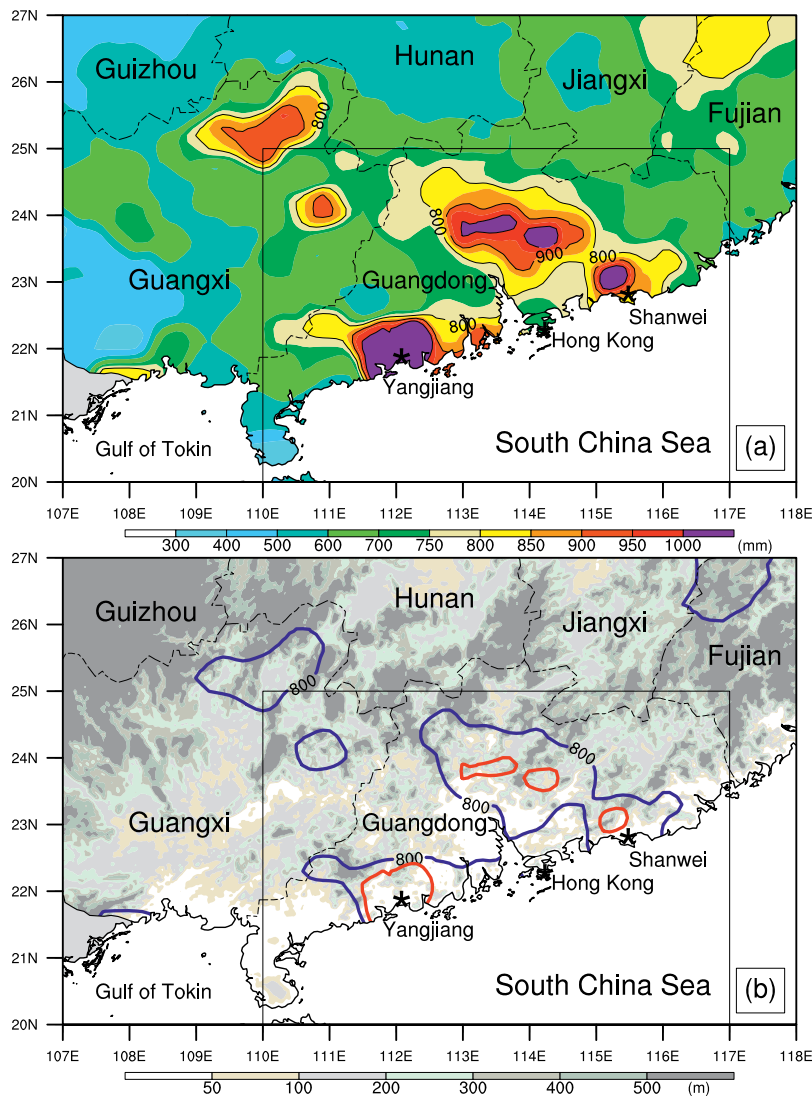 27N
Guizhou
Hunan
Jiangxi
26N
Fujian
800
25N
24N
800
900
800
23N
Guangxi
Guangdong
Shanwei
800
Hong Kong
22N
Yangjiang
21N
Gulf of Tokin
South China Sea
(a)
20N
107E 108E 109E 110E 111E 112E 113E 114E 115E 116E 117E 118E
300 400 500 600 700 750 800 850 900 950 1000 (mm)
27N
Guizhou
Hunan
Jiangxi
26N
Fujian
800
25N
800
24N
800
23N
Guangxi
Guangdong
Shanwei
800
Hong Kong
22N
Yangjiang
21N
Gulf of Tokin
South China Sea
(b)
20N
107E 108E 109E 110E 111E 112E 113E 114E 115E 116E 117E 118E
50 100 200 300 400 500 (m)